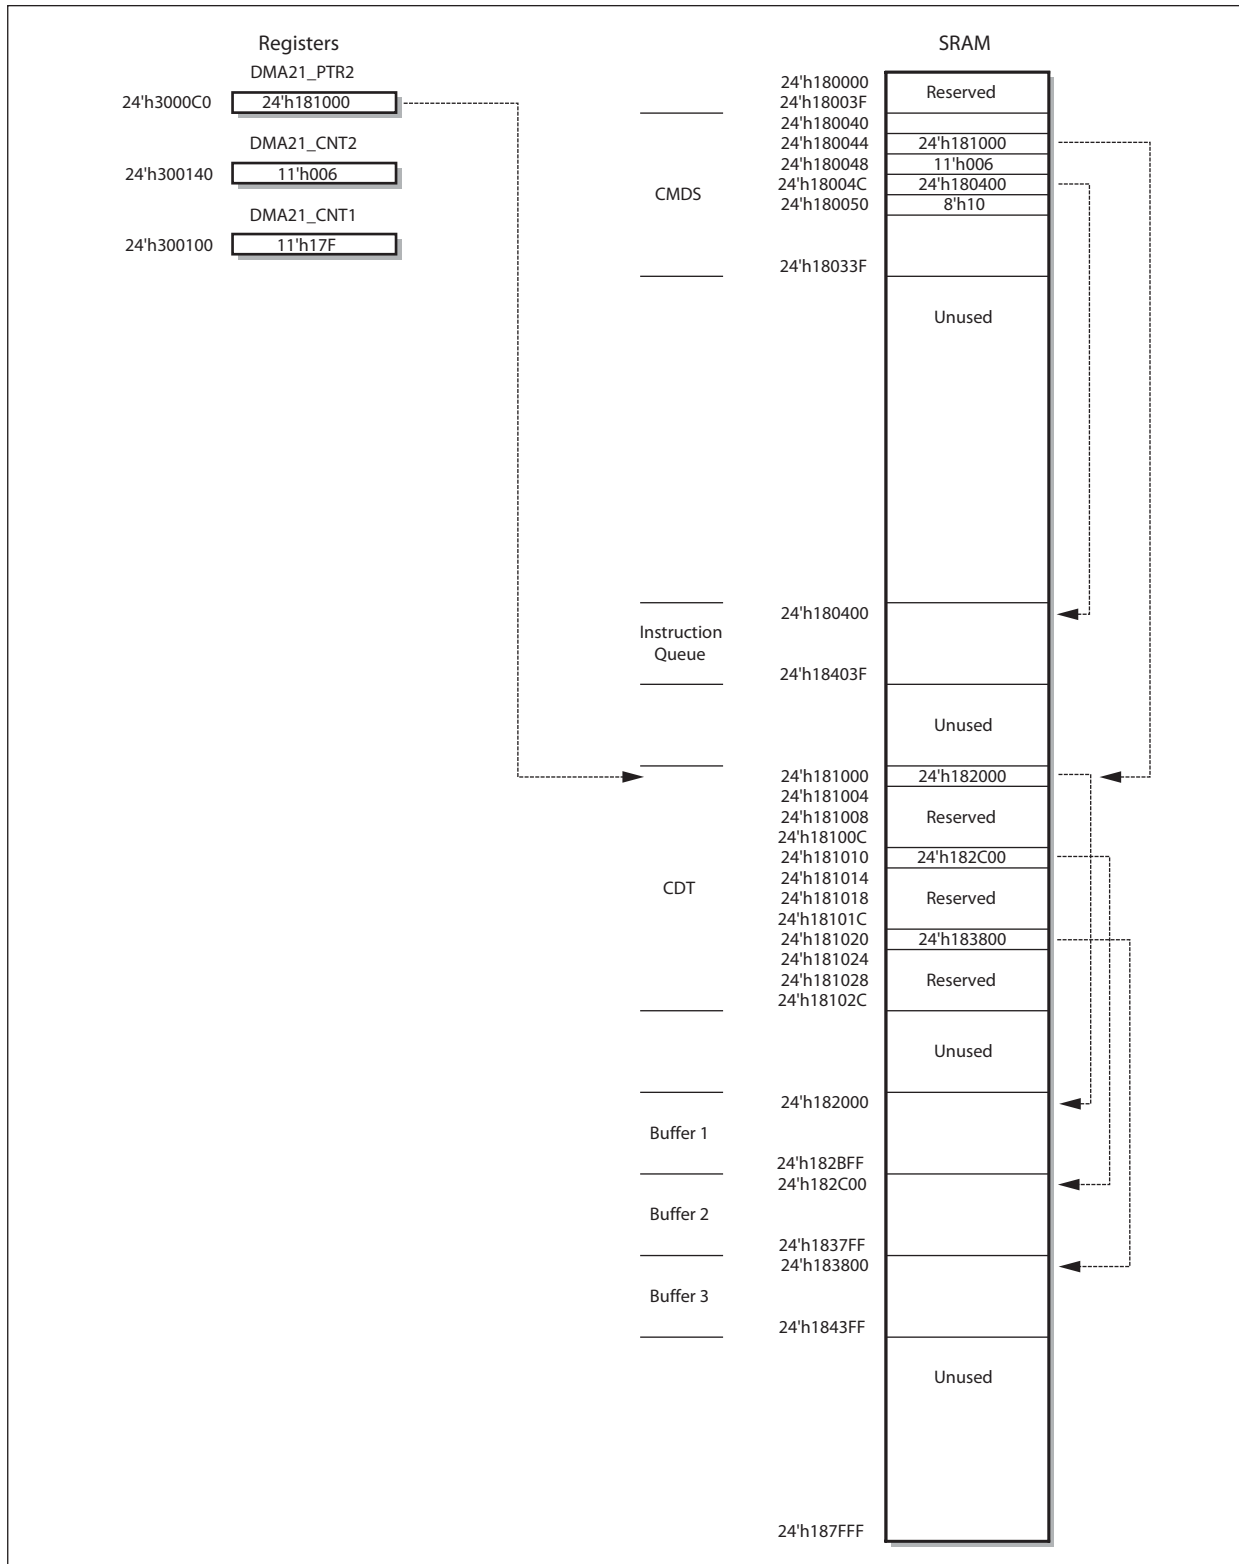 Registers
DMA21_PTR2
24'h3000C0 24'h181000
DMA21_CNT2
24'h300140 11'h006
DMA21_CNT1
24'h300100 11'h17F
SRAM
24'h180000
Reserved
24'h18003F
24'h180040
24'h180044 24'h181000
24'h180048 11'h006
24'h18004C 24'h180400
CMDS
24'h180050 8'h10
24'h18033F
Unused
24'h180400
Instruction
Queue
24'h18403F
Unused
24'h181000 24'h182000
24'h181004
24'h181008 Reserved
24'h18100C
24'h181010 24'h182C00
24'h181014
CDT
24'h181018 Reserved
24'h18101C
24'h181020 24'h183800
24'h181024
24'h181028 Reserved
24'h18102C
Unused
24'h182000
Buffer 1
24'h182BFF
24'h182C00
Buffer 2
24'h1837FF
24'h183800
Buffer 3
24'h1843FF
Unused
24'h187FFF